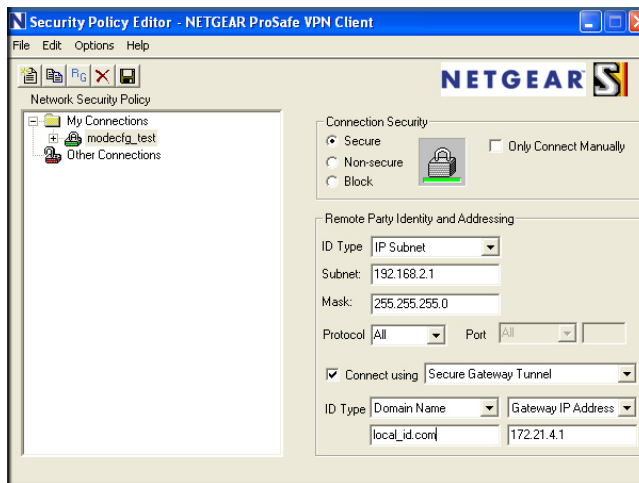 Security Policy Editor - NETGEAR ProSafe VPN Client
File Edit Options Help
RG
NETGEAR
Network Security Policy
My Connections
modecfg_test
Other Connections
Connection Security
Secure
Non-secure
Block
Only Connect Manually
Remote Party Identity and Addressing
ID Type IP Subnet
Subnet: 192.168.2.1
Mask: 255.255.255.0
Protocol All Port All
Connect using Secure Gateway Tunnel
ID Type Domain Name Gateway IP Address
local_id.com 172.21.4.1